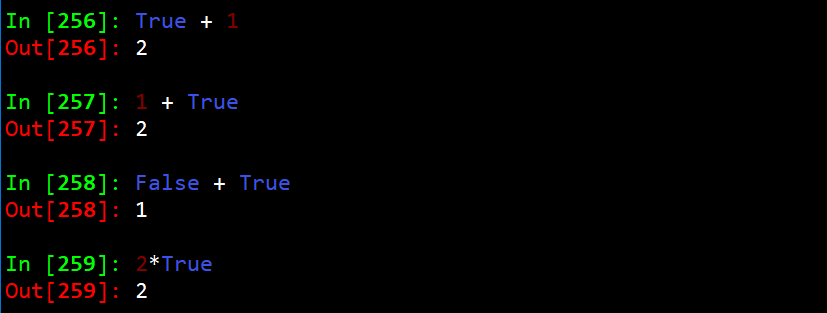 In [256]: True + 1
Out[256]: 2
In [257]: 1 + True
Out[257]: 2
In [258]: False + True
Out[258]: 1
In [259]: 2*True
Out[259]: 2